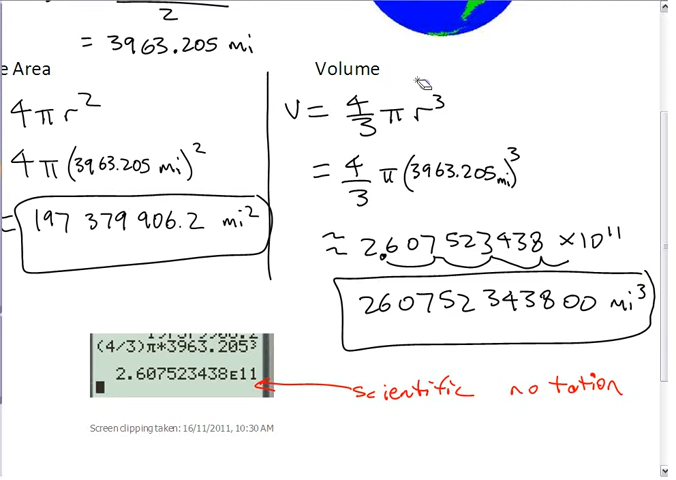 2
= 3963.205 mi
e Area
4πr²
4π(3963.205 mi)²
= 197 379 906.2 mi²
Volume
V = 4/3 πr³
= 4/3 π(3963.205mi)³
≈ 2.607523438 ×10¹¹
260752343800 mi³
(4/3)π*3963.205³
2.607523438E11
scientific notation
Screen clipping taken: 16/11/2011, 10:30 AM